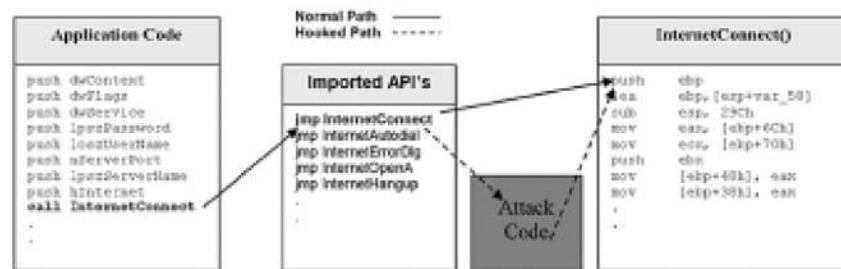 Normal Path
Hooked Path
Application Code
push dwContext
push dwFlags
push dwService
push lpszPassword
push lpszUserName
push nServerPort
push lpszServerName
push hInternet
call InternetConnect
.
.
Imported API's
jmp InternetConnect
jmp InternetAutodial
jmp InternetErrorDlg
jmp InternetOpenA
jmp InternetHangup
.
.
Attack
Code
InternetConnect()
push ebp
lea ebp,[esp+var_58]
sub esp, 29Ch
mov eax, [ebp+6Ch]
mov ecx, [ebp+70h]
push ebx
mov [ebp+40h], eax
mov [ebp+38h], eax
.
.